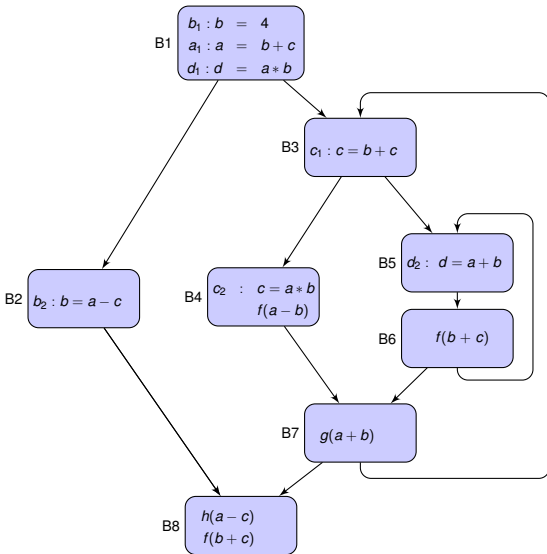 B1
b₁ : b = 4
a₁ : a = b + c
d₁ : d = a ∗ b
B3
c₁ : c = b + c
B5
d₂ : d = a + b
B2
b₂ : b = a − c
B4
c₂ : c = a ∗ b
f(a − b)
B6
f(b + c)
B7
g(a + b)
B8
h(a − c)
f(b + c)